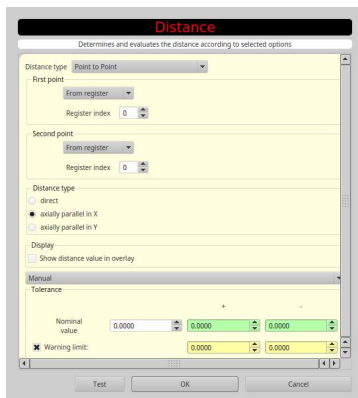 Distance
Determines and evaluates the distance according to selected options
Distance type Point to Point
First point
From register
Register index 0
Second point
From register
Register index 0
Distance type
direct
axially parallel in X
axially parallel in Y
Display
Show distance value in overlay
Manual
Tolerance
+ -
Nominal value 0.0000 0.0000 0.0000
Warning limit: 0.0000 0.0000
Test OK Cancel